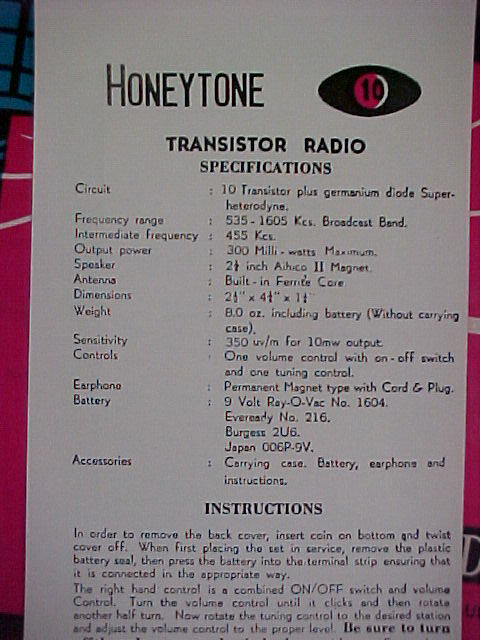 HONEYTONE 10
TRANSISTOR RADIO
SPECIFICATIONS
Circuit : 10 Transistor plus germanium diode Super-
heterodyne.
Frequency range : 535-1605 Kcs. Broadcast Band.
Intermediate frequency : 455 Kcs.
Output power : 300 Milli-watts Maximum.
Speaker : 2¼ inch II Magnet.
Antenna : Built-in Ferrite Core.
Dimensions : 2½" x 4¼" x 1¼"
Weight : 8.0 oz. including battery (Without carrying
case).
Sensitivity : 350 uv/m for 10mw output.
Controls : One volume control with on-off switch
and one tuning control.
Earphone : Permanent Magnet type with Cord & Plug.
Battery : 9 Volt Ray-O-Vac No. 1604.
Eveready No. 216.
Burgess 2U6.
Japan 006P-9V.
Accessories : Carrying case. Battery, earphone and
instructions.
INSTRUCTIONS
In order to remove the back cover, insert coin on bottom and twist
cover off. When first placing the set in service, remove the plastic
battery seal, then press the battery into the terminal strip ensuring that
it is connected in the appropriate way.
The right hand control is a combined ON/OFF switch and volume
Control. Turn the volume control until it clicks and then rotate
another half turn. Now rotate the tuning control to the desired station
and adjust the volume control to the proper level. Be sure to turn